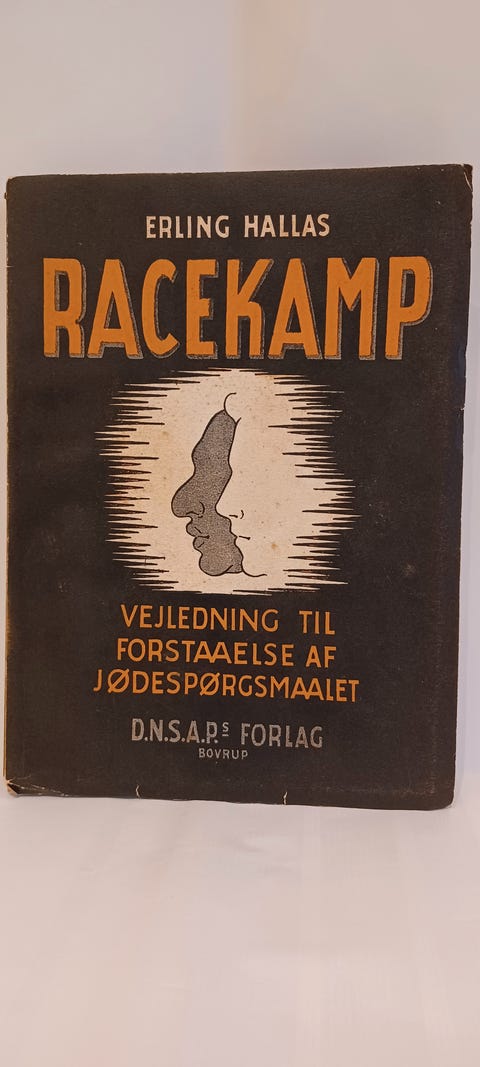 ERLING HALLAS
RACEKAMP
VEJLEDNING TIL
FORSTAAELSE AF
JØDESPØRGSMAALET
D.N.S.A.P.s FORLAG
BOVRUP